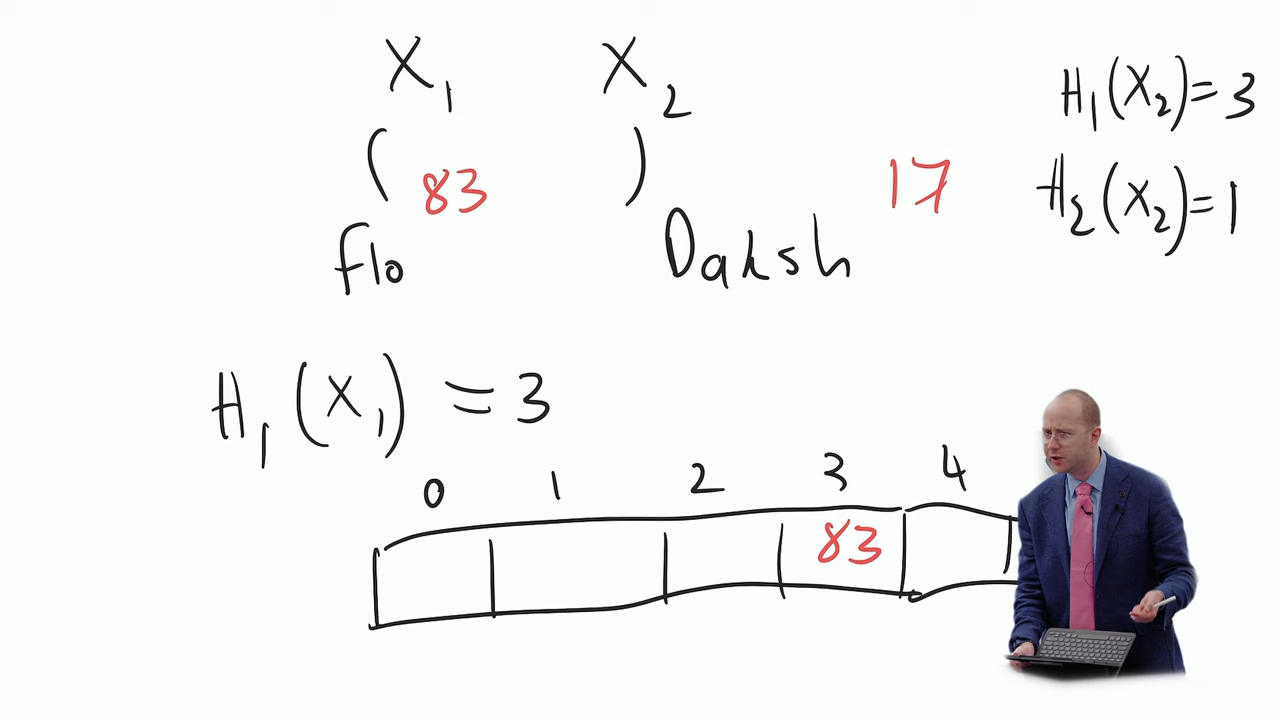 X₁ X₂
H₁(X₂)=3
( 83 ) 17
H₂(X₂)=1
Flo Daksh
H₁(X₁) = 3
0 1 2 3 4
83